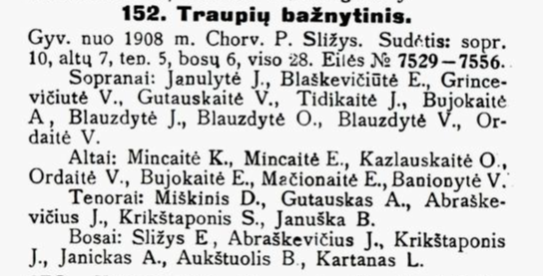 152. Traupių bažnytinis.
Gyv. nuo 1908 m. Chorv. P. Sližys. Sudėtis: sopr.
10, altų 7, ten. 5, bosų 6, viso 28. Eilės № 7529—7556.
Sopranai: Janulytė J., Blaškevičiūtė E., Grince-
vičiutė V., Gutauskaitė V., Tidikaitė J., Bujokaitė
A, Blauzdytė J., Blauzdytė O., Blauzdytė V., Or-
daitė V.
Altai: Mincaitė K., Mincaitė E., Kazlauskaitė O.,
Ordaitė V., Bujokaitė E., Mačionaitė E., Banionytė V.
Tenorai: Miškinis D., Gutauskas A., Abraške-
vičius J., Krikštaponis S., Januška B.
Bosai: Sližys E, Abraškevičius J., Krikštaponis
J., Janickas A., Aukštuolis B., Kartanas L.